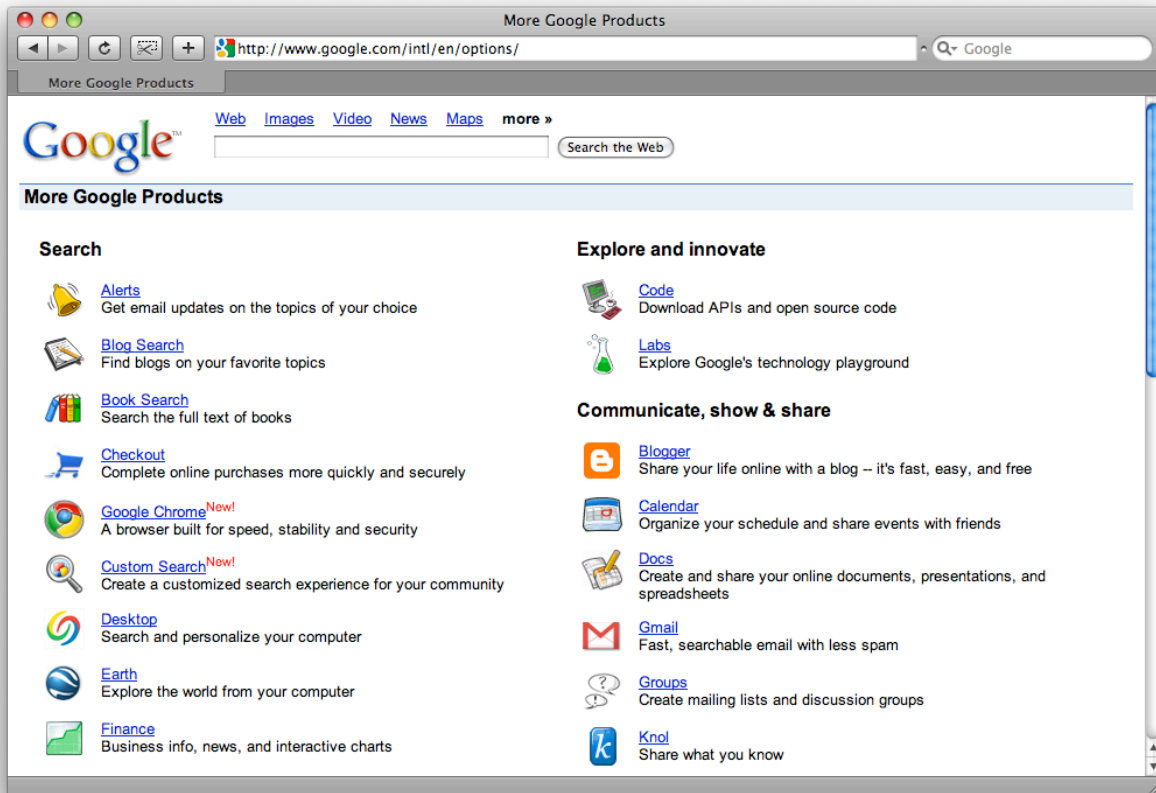 More Google Products
http://www.google.com/intl/en/options/
Google
More Google Products
Google™
Web Images Video News Maps more »
Search the Web
More Google Products
Search
Alerts
Get email updates on the topics of your choice
Blog Search
Find blogs on your favorite topics
Book Search
Search the full text of books
Checkout
Complete online purchases more quickly and securely
Google Chrome New!
A browser built for speed, stability and security
Custom Search New!
Create a customized search experience for your community
Desktop
Search and personalize your computer
Earth
Explore the world from your computer
Finance
Business info, news, and interactive charts
Explore and innovate
Code
Download APIs and open source code
Labs
Explore Google's technology playground
Communicate, show & share
Blogger
Share your life online with a blog -- it's fast, easy, and free
Calendar
Organize your schedule and share events with friends
Docs
Create and share your online documents, presentations, and
spreadsheets
Gmail
Fast, searchable email with less spam
Groups
Create mailing lists and discussion groups
k
Knol
Share what you know